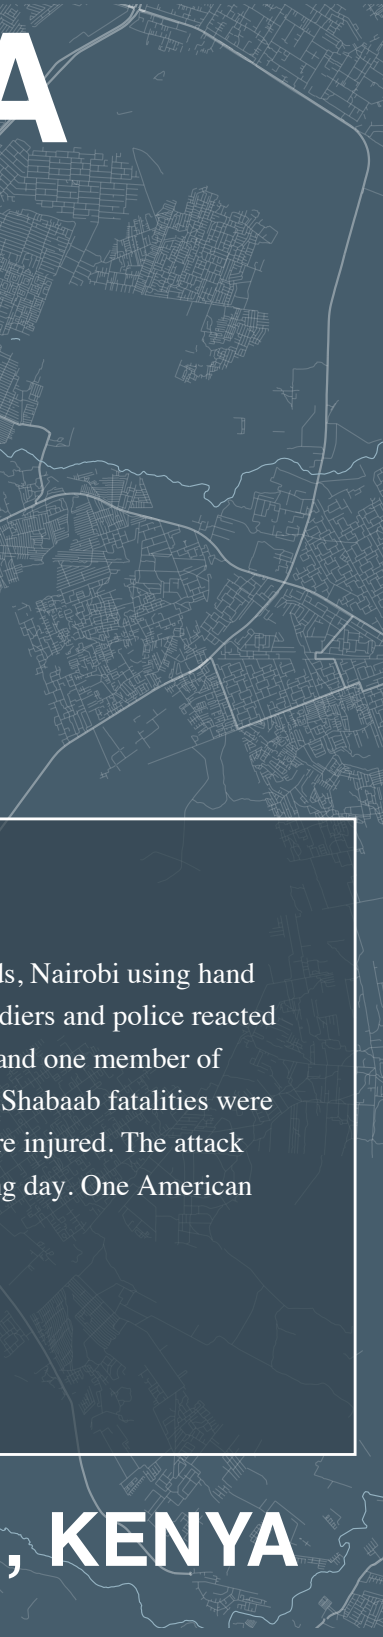 A
ds, Nairobi using hand
diers and police reacted
and one member of
Shabaab fatalities were
re injured. The attack
ng day. One American
, KENYA